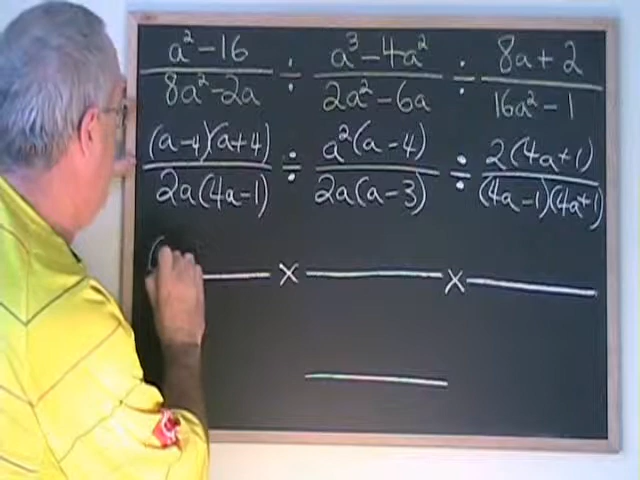 a² − 16 / 8a² − 2a ÷ a³ − 4a² / 2a² − 6a ÷ 8a + 2 / 16a² − 1
(a−4)(a+4) / 2a(4a−1) ÷ a²(a−4) / 2a(a−3) ÷ 2(4a+1) / (4a−1)(4a+1)
( × ×